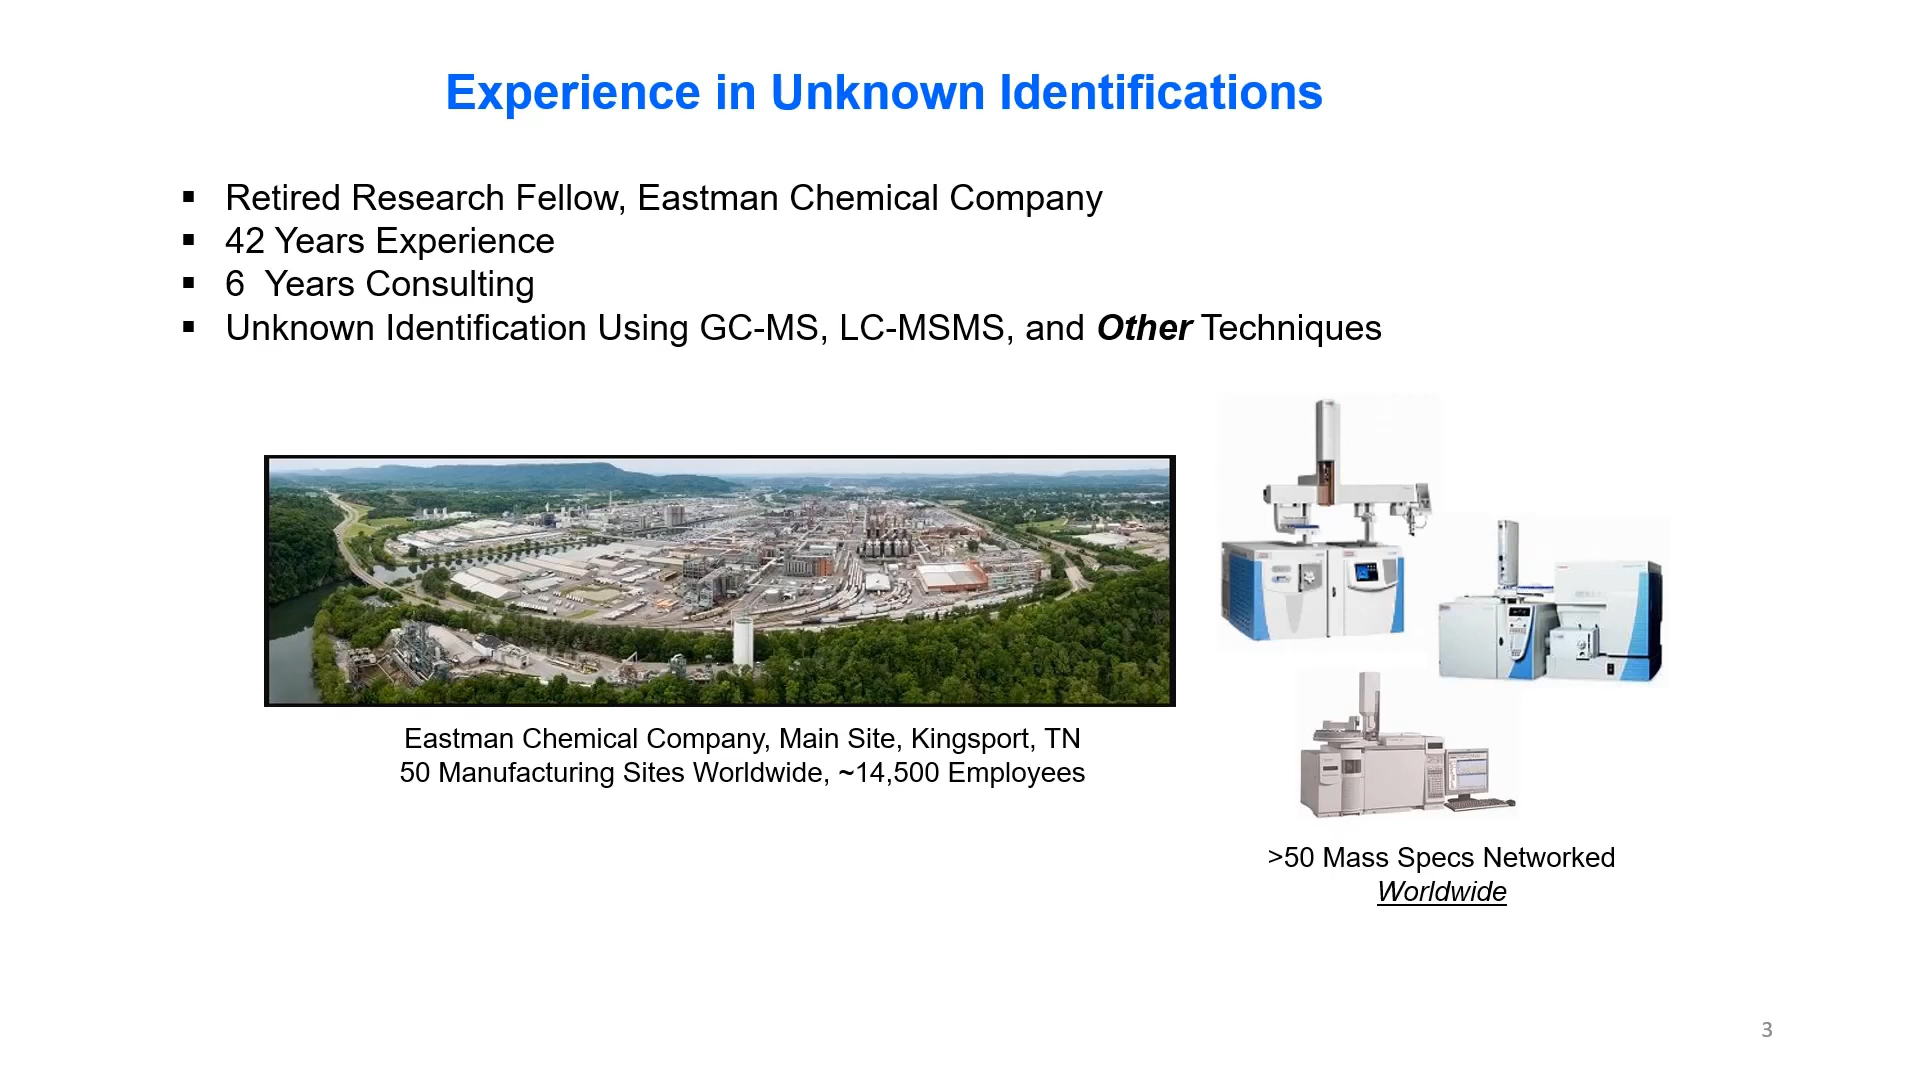 Experience in Unknown Identifications
▪ Retired Research Fellow, Eastman Chemical Company
▪ 42 Years Experience
▪ 6  Years Consulting
▪ Unknown Identification Using GC-MS, LC-MSMS, and Other Techniques
Eastman Chemical Company, Main Site, Kingsport, TN
50 Manufacturing Sites Worldwide, ~14,500 Employees
>50 Mass Specs Networked
Worldwide
3